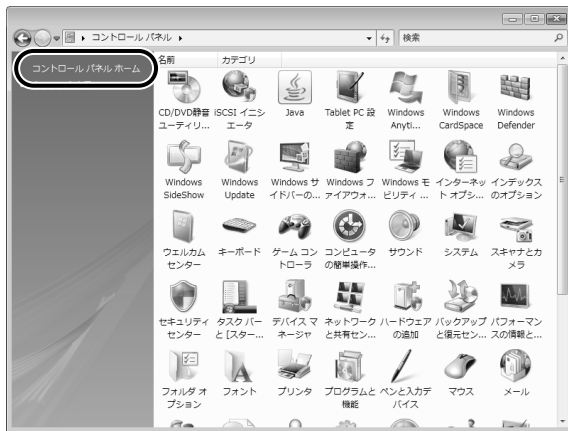 コントロール パネル
検索
コントロール パネル ホーム
名前 カテゴリ
CD/DVD静音ユーティリ...
iSCSI イニシエータ
Java
Tablet PC 設定
Windows Anyti...
Windows CardSpace
Windows Defender
Windows SideShow
Windows Update
Windows サイドバーの...
Windows ファイアウォ...
Windows モビリティ ...
インターネット オプシ...
インデックスのオプション
ウェルカム センター
キーボード
ゲーム コントローラ
コンピュータの簡単操作...
サウンド
システム
スキャナとカメラ
セキュリティ センター
タスク バーと [スター...
デバイス マネージャ
ネットワークと共有セン...
ハードウェアの追加
バックアップと復元セン...
パフォーマンスの情報と...
フォルダ オプション
フォント
プリンタ
プログラムと機能
ペンと入力デバイス
マウス
メール